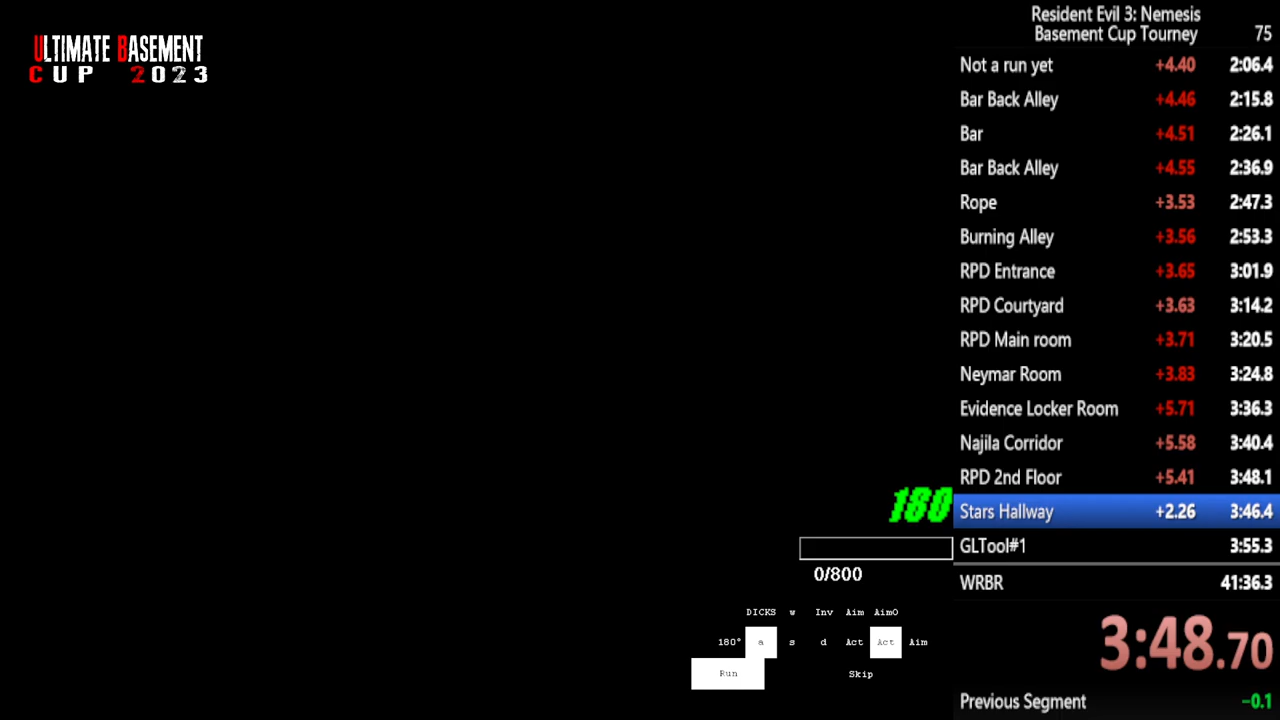 ULTIMATE BASEMENT
CUP 2023
Resident Evil 3: Nemesis
Basement Cup Tourney 75
Not a run yet +4.40 2:06.4
Bar Back Alley +4.46 2:15.8
Bar +4.51 2:26.1
Bar Back Alley +4.55 2:36.9
Rope +3.53 2:47.3
Burning Alley +3.56 2:53.3
RPD Entrance +3.65 3:01.9
RPD Courtyard +3.63 3:14.2
RPD Main room +3.71 3:20.5
Neymar Room +3.83 3:24.8
Evidence Locker Room +5.71 3:36.3
Najila Corridor +5.58 3:40.4
RPD 2nd Floor +5.41 3:48.1
180
Stars Hallway +2.26 3:46.4
GLTool#1 3:55.3
0/800
WRBR 41:36.3
DICKS w Inv Aim AimO
180° a s d Act Act Aim
Run Skip
3:48.70
Previous Segment -0.1